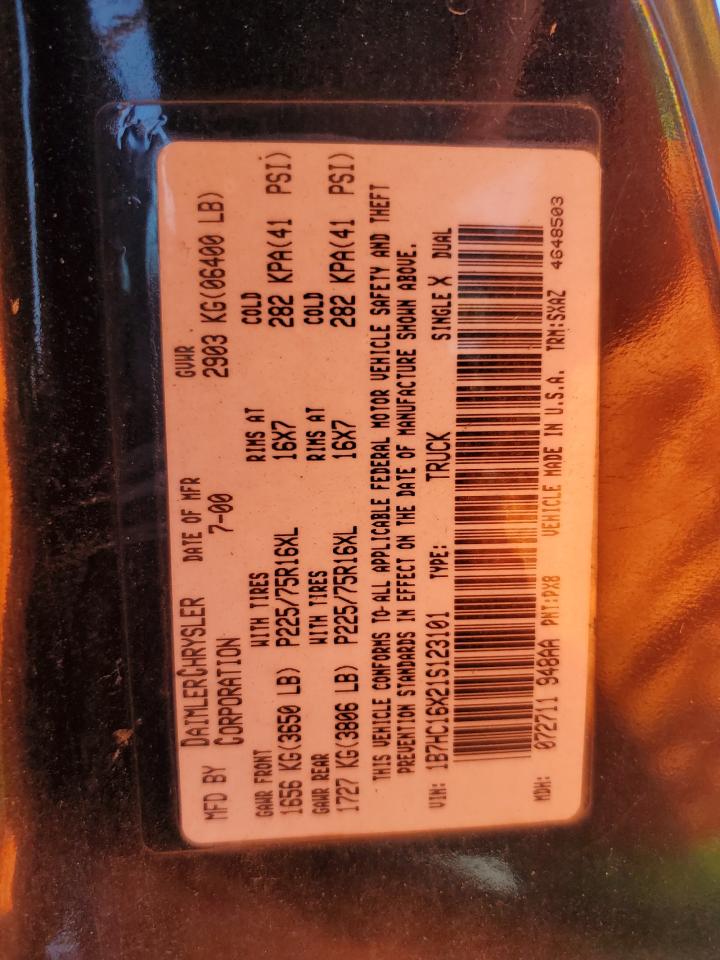 MFD BY DAIMLERCHRYSLER CORPORATION DATE OF MFR 7-00 GVWR 2903 KG(06400 LB)
GAWR FRONT WITH TIRES RIMS AT COLD
1656 KG(3650 LB) P225/75R16XL 16X7 282 KPA(41 PSI)
GAWR REAR WITH TIRES RIMS AT COLD
1727 KG(3806 LB) P225/75R16XL 16X7 282 KPA(41 PSI)
THIS VEHICLE CONFORMS TO ALL APPLICABLE FEDERAL MOTOR VEHICLE SAFETY AND THEFT
PREVENTION STANDARDS IN EFFECT ON THE DATE OF MANUFACTURE SHOWN ABOVE.
VIN: 1B7HC16X21S123101 TYPE: TRUCK SINGLE X DUAL
MDH: 072711 948AA PNT:PX8 VEHICLE MADE IN U.S.A. TRM:SXAZ 4648503